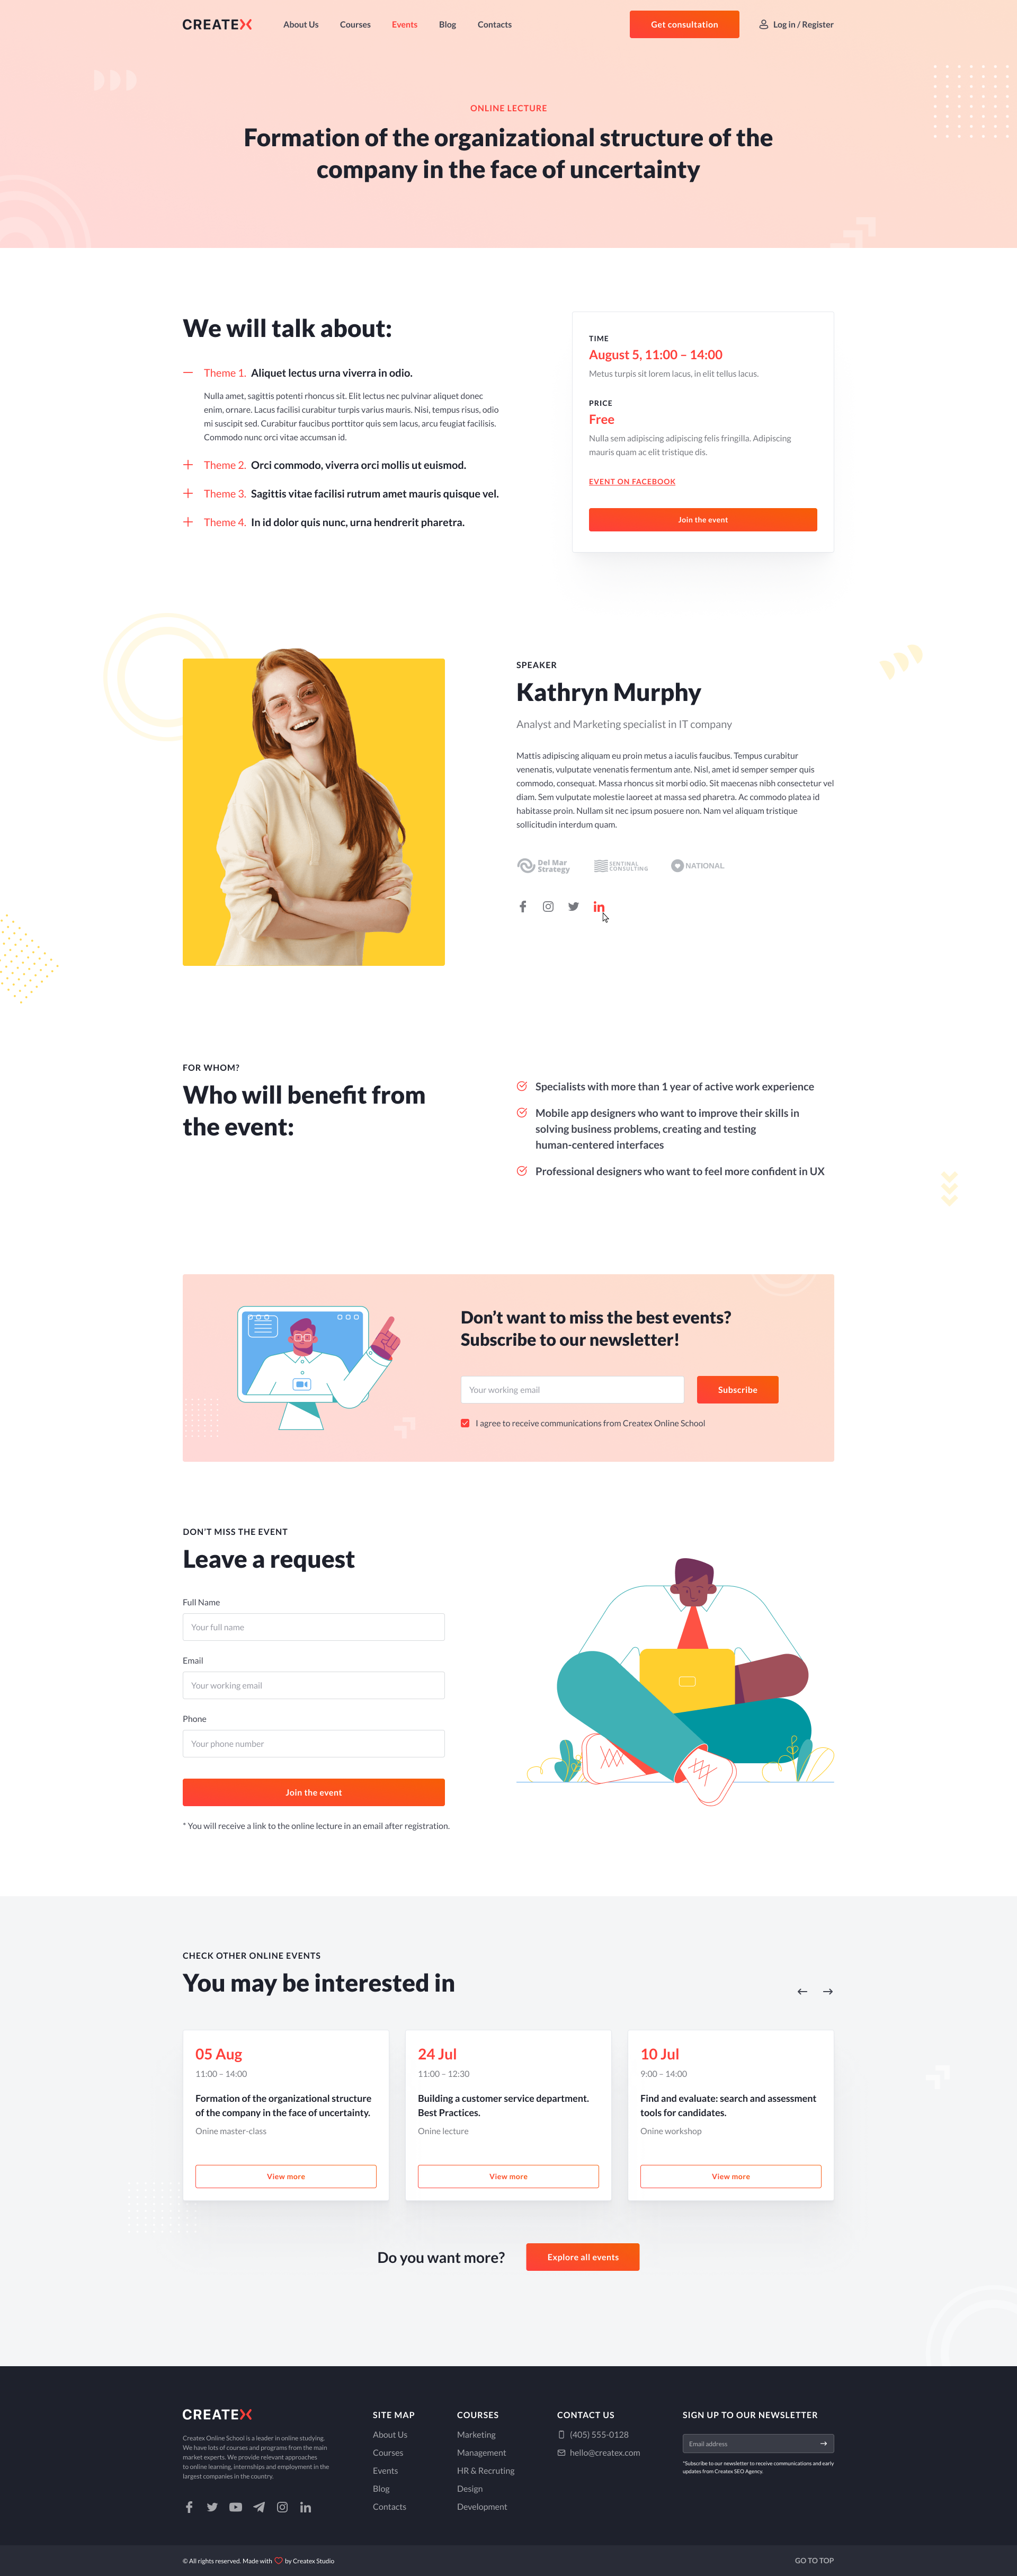 CREATEX
About Us
Courses
Events
Blog
Contacts
Get consultation
Log in / Register
ONLINE LECTURE
Formation of the organizational structure of the
company in the face of uncertainty
We will talk about:
Theme 1. Aliquet lectus urna viverra in odio.
Nulla amet, sagittis potenti rhoncus sit. Elit lectus nec pulvinar aliquet donec
enim, ornare. Lacus facilisi curabitur turpis varius mauris. Nisi, tempus risus, odio
mi suscipit sed. Curabitur faucibus porttitor quis sem lacus, arcu feugiat facilisis.
Commodo nunc orci vitae accumsan id.
Theme 2. Orci commodo, viverra orci mollis ut euismod.
Theme 3. Sagittis vitae facilisi rutrum amet mauris quisque vel.
Theme 4. In id dolor quis nunc, urna hendrerit pharetra.
TIME
August 5, 11:00 – 14:00
Metus turpis sit lorem lacus, in elit tellus lacus.
PRICE
Free
Nulla sem adipiscing adipiscing felis fringilla. Adipiscing
mauris quam ac elit tristique dis.
EVENT ON FACEBOOK
Join the event
SPEAKER
Kathryn Murphy
Analyst and Marketing specialist in IT company
Mattis adipiscing aliquam eu proin metus a iaculis faucibus. Tempus curabitur
venenatis, vulputate venenatis fermentum ante. Nisl, amet id semper semper quis
commodo, consequat. Massa rhoncus sit morbi odio. Sit maecenas nibh consectetur vel
diam. Sem vulputate molestie laoreet at massa sed pharetra. Ac commodo platea id
habitasse proin. Nullam sit nec ipsum posuere non. Nam vel aliquam tristique
sollicitudin interdum quam.
Del Mar
Strategy
SENTINAL
CONSULTING
NATIONAL
FOR WHOM?
Who will benefit from
the event:
Specialists with more than 1 year of active work experience
Mobile app designers who want to improve their skills in
solving business problems, creating and testing
human-centered interfaces
Professional designers who want to feel more confident in UX
Don’t want to miss the best events?
Subscribe to our newsletter!
Your working email
Subscribe
I agree to receive communications from Createx Online School
DON’T MISS THE EVENT
Leave a request
Full Name
Your full name
Email
Your working email
Phone
Your phone number
Join the event
* You will receive a link to the online lecture in an email after registration.
CHECK OTHER ONLINE EVENTS
You may be interested in
05 Aug
11:00 – 14:00
Formation of the organizational structure
of the company in the face of uncertainty.
Onine master-class
View more
24 Jul
11:00 – 12:30
Building a customer service department.
Best Practices.
Onine lecture
View more
10 Jul
9:00 – 14:00
Find and evaluate: search and assessment
tools for candidates.
Onine workshop
View more
Do you want more?
Explore all events
CREATEX
Createx Online School is a leader in online studying.
We have lots of courses and programs from the main
market experts. We provide relevant approaches
to online learning, internships and employment in the
largest companies in the country.
SITE MAP
About Us
Courses
Events
Blog
Contacts
COURSES
Marketing
Management
HR & Recruting
Design
Development
CONTACT US
(405) 555-0128
hello@createx.com
SIGN UP TO OUR NEWSLETTER
Email address
*Subscribe to our newsletter to receive communications and early
updates from Createx SEO Agency.
© All rights reserved. Made with by Createx Studio
GO TO TOP